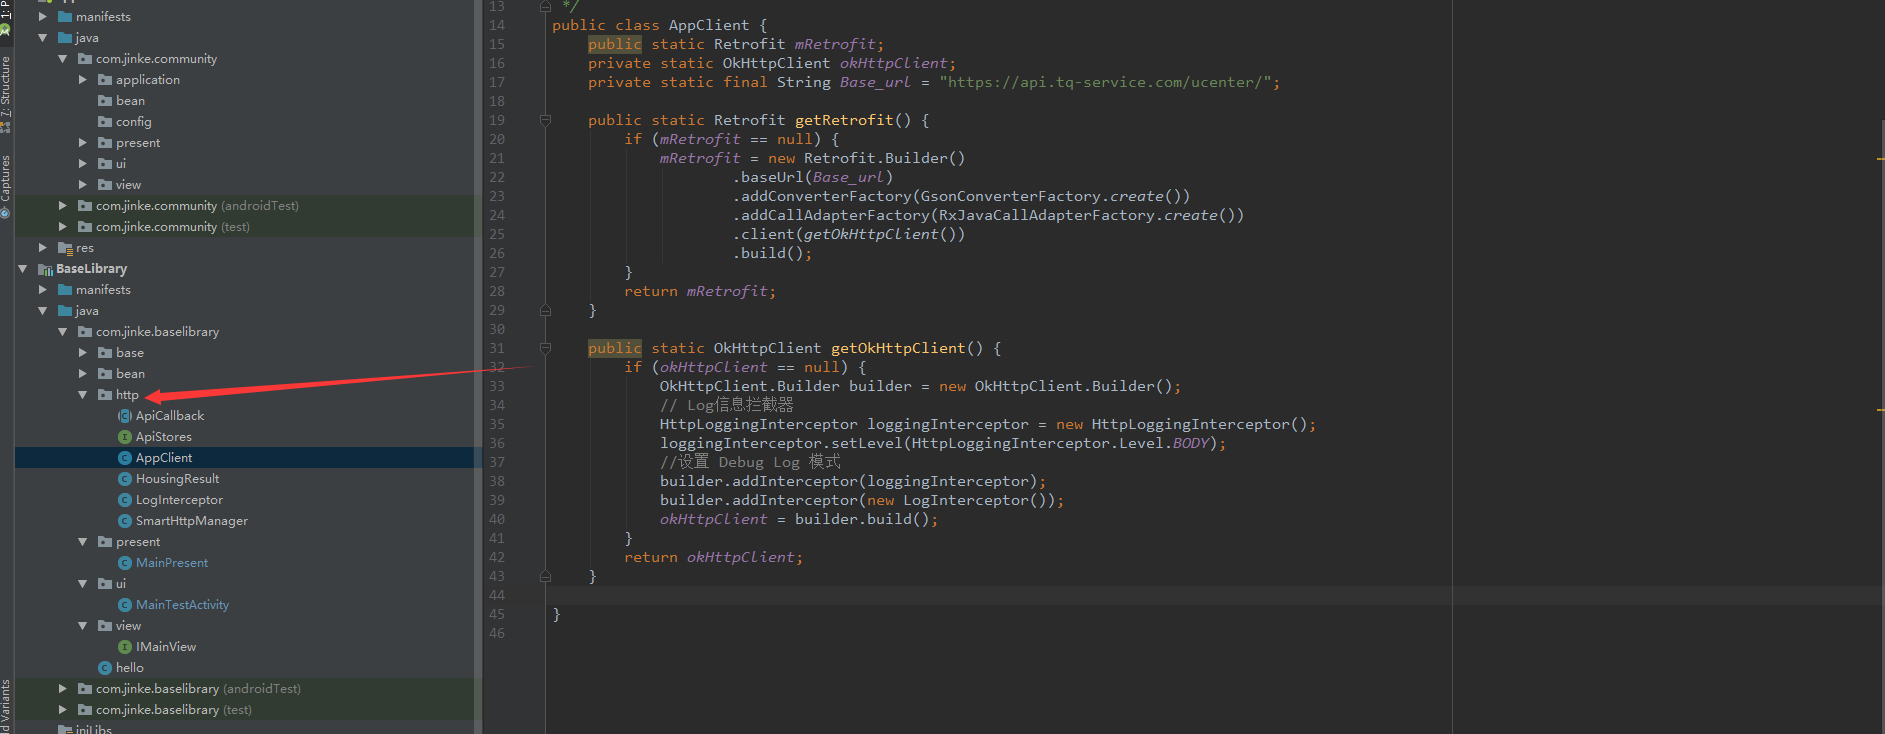 manifests
java
com.jinke.community
application
bean
config
present
ui
view
com.jinke.community (androidTest)
com.jinke.community (test)
res
BaseLibrary
manifests
java
com.jinke.baselibrary
base
bean
http
ApiCallback
ApiStores
AppClient
HousingResult
LogInterceptor
SmartHttpManager
present
MainPresent
ui
MainTestActivity
view
IMainView
hello
com.jinke.baselibrary (androidTest)
com.jinke.baselibrary (test)
jniLibs
7: Structure
Captures
Variants
13 */
14 public class AppClient {
15 public static Retrofit mRetrofit;
16 private static OkHttpClient okHttpClient;
17 private static final String Base_url = "https://api.tq-service.com/ucenter/";
18
19 public static Retrofit getRetrofit() {
20 if (mRetrofit == null) {
21 mRetrofit = new Retrofit.Builder()
22 .baseUrl(Base_url)
23 .addConverterFactory(GsonConverterFactory.create())
24 .addCallAdapterFactory(RxJavaCallAdapterFactory.create())
25 .client(getOkHttpClient())
26 .build();
27 }
28 return mRetrofit;
29 }
30
31 public static OkHttpClient getOkHttpClient() {
32 if (okHttpClient == null) {
33 OkHttpClient.Builder builder = new OkHttpClient.Builder();
34 // Log信息拦截器
35 HttpLoggingInterceptor loggingInterceptor = new HttpLoggingInterceptor();
36 loggingInterceptor.setLevel(HttpLoggingInterceptor.Level.BODY);
37 //设置 Debug Log 模式
38 builder.addInterceptor(loggingInterceptor);
39 builder.addInterceptor(new LogInterceptor());
40 okHttpClient = builder.build();
41 }
42 return okHttpClient;
43 }
44
45 }
46